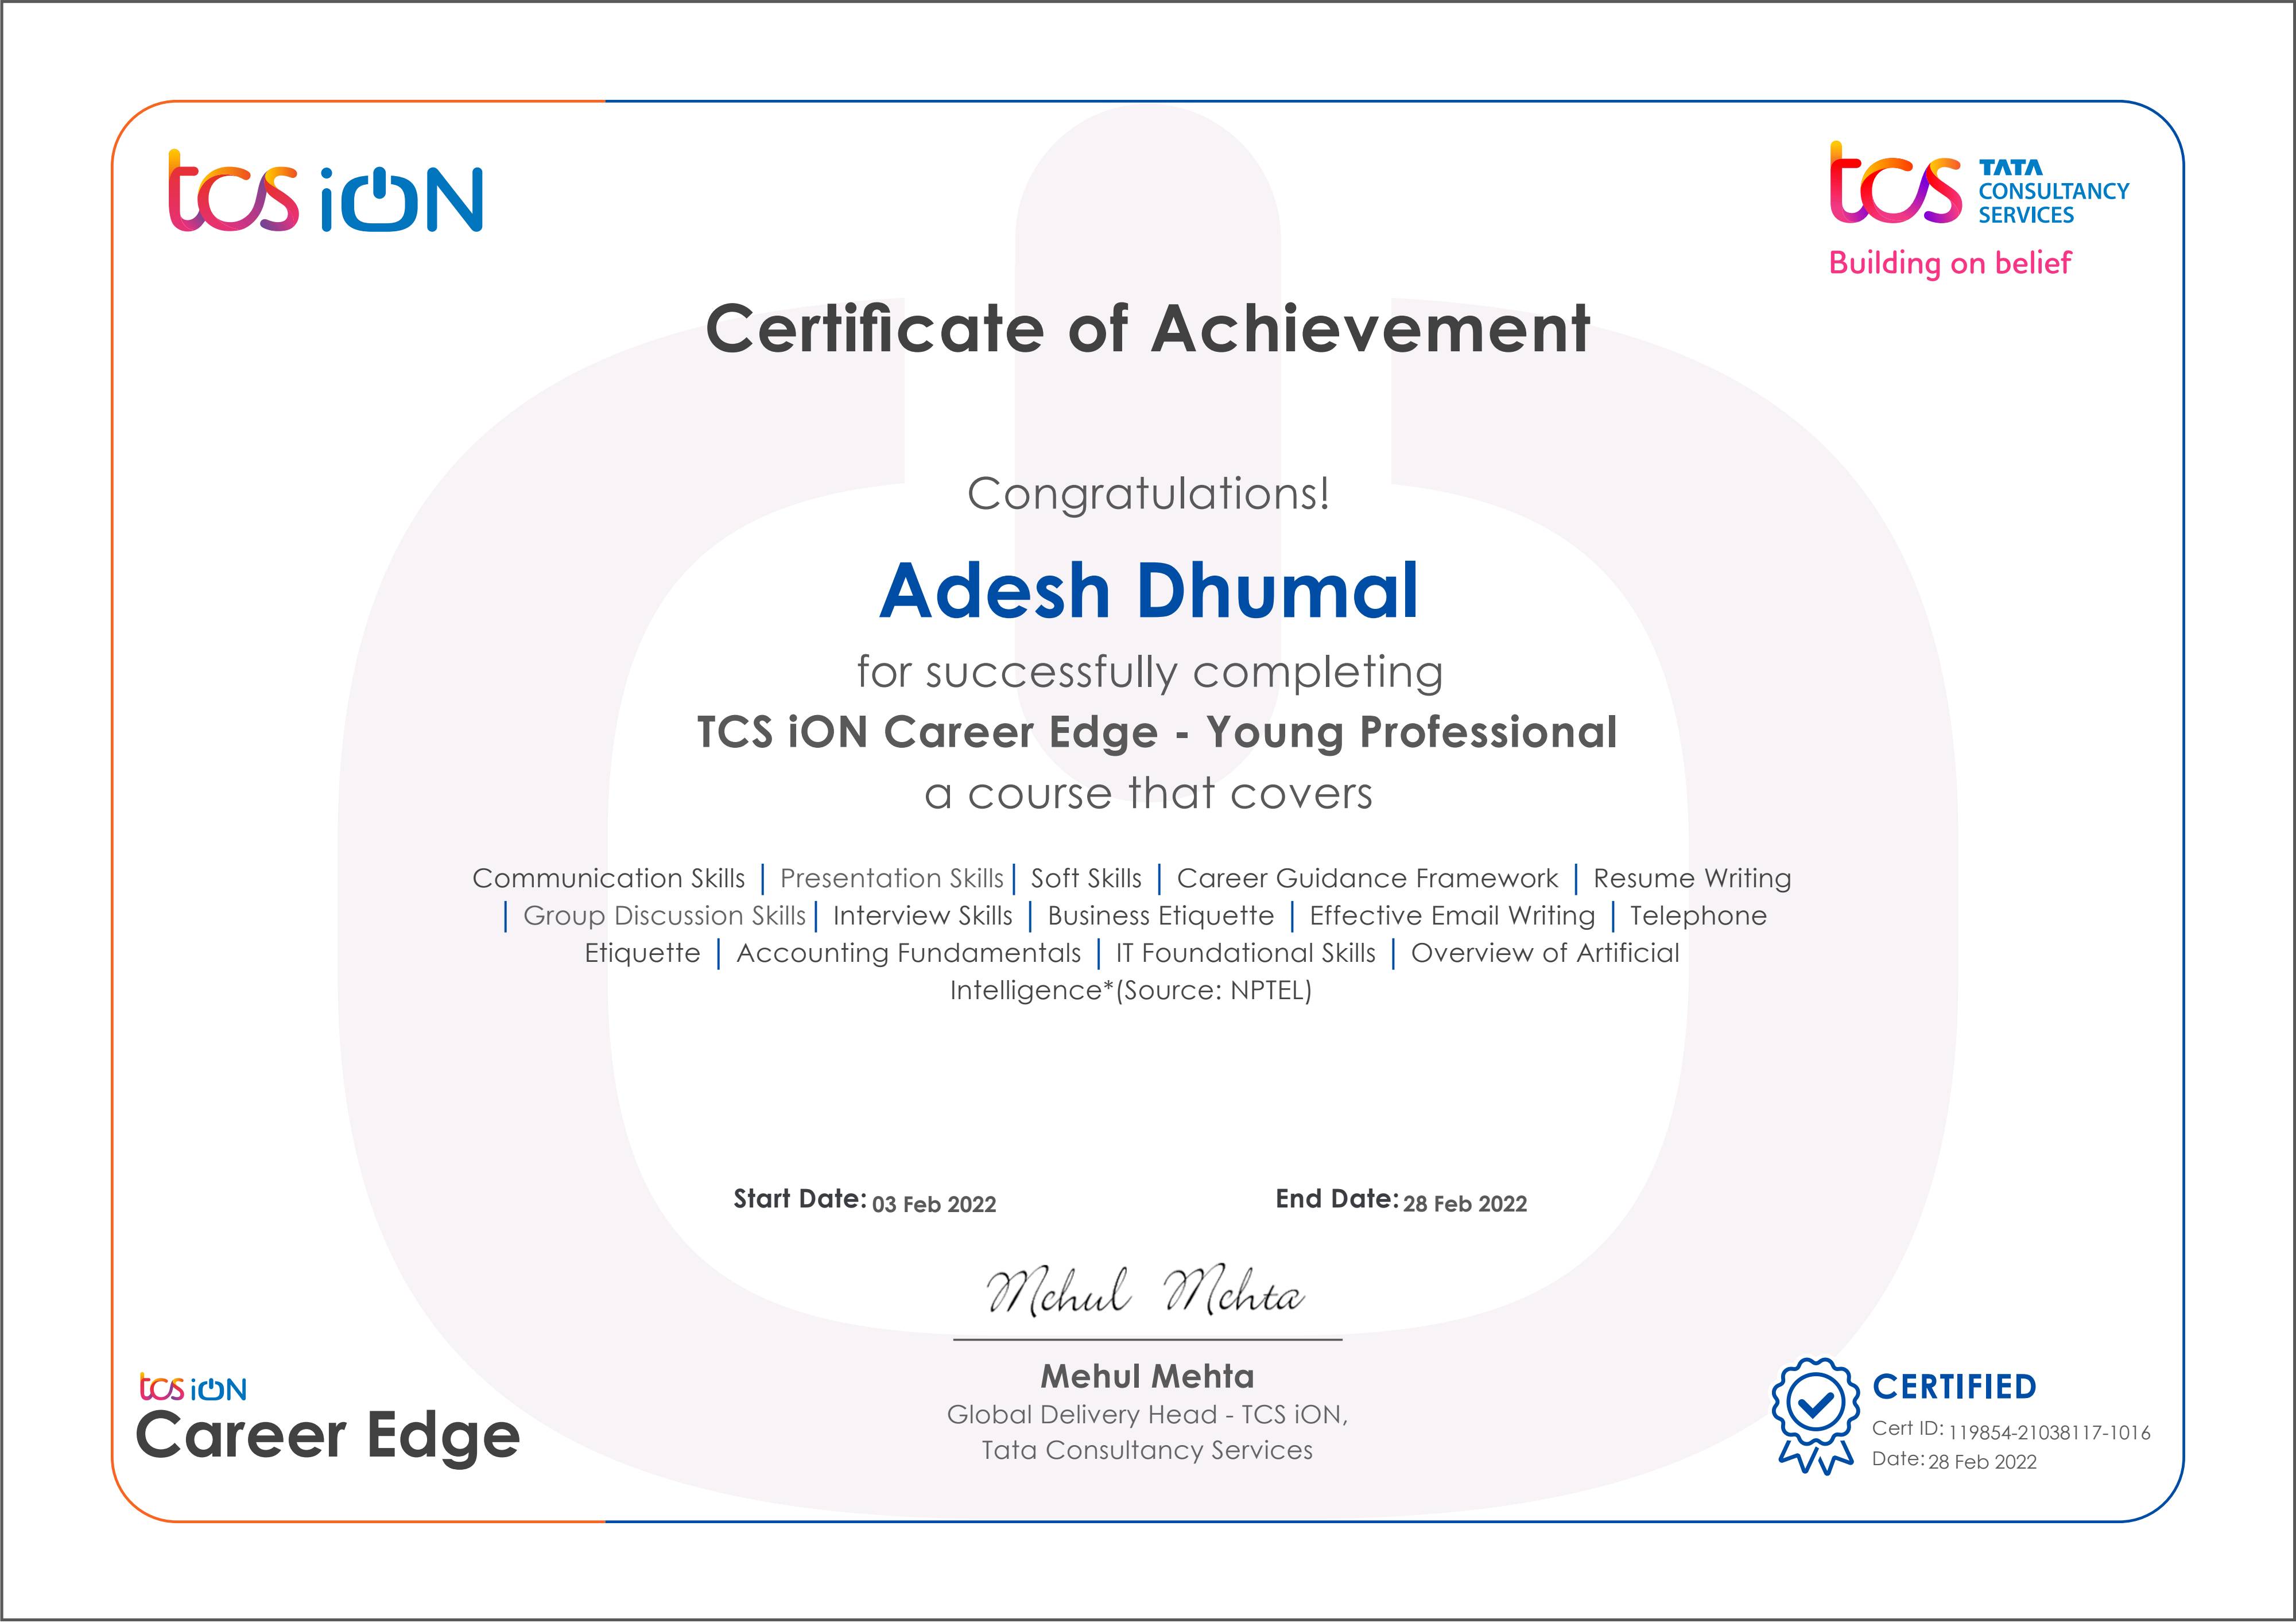 tcs iON
tcs TATA
CONSULTANCY
SERVICES
Building on belief
Certificate of Achievement
Congratulations!
Adesh Dhumal
for successfully completing
TCS iON Career Edge - Young Professional
a course that covers
Communication Skills | Presentation Skills | Soft Skills | Career Guidance Framework | Resume Writing
| Group Discussion Skills | Interview Skills | Business Etiquette | Effective Email Writing | Telephone
Etiquette | Accounting Fundamentals | IT Foundational Skills | Overview of Artificial
Intelligence*(Source: NPTEL)
Start Date: 03 Feb 2022 End Date: 28 Feb 2022
Mehul Mehta
Mehul Mehta
Global Delivery Head - TCS iON,
Tata Consultancy Services
tcs iON
Career Edge
CERTIFIED
Cert ID: 119854-21038117-1016
Date: 28 Feb 2022